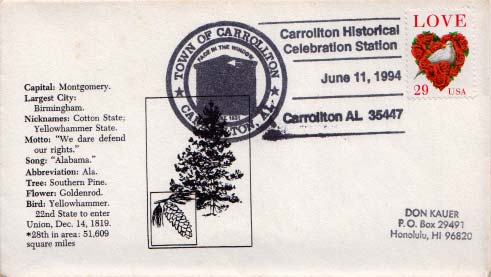 TOWN OF CARROLLTON
FACE IN THE WINDOW
CARROLLTON, AL.
Carrollton Historical
Celebration Station
June 11, 1994
Carrollton AL 35447
LOVE
29 USA
Capital: Montgomery.
Largest City:
Birmingham.
Nicknames: Cotton State;
Yellowhammer State.
Motto: "We dare defend
our rights."
Song: "Alabama."
Abbreviation: Ala.
Tree: Southern Pine.
Flower: Goldenrod.
Bird: Yellowhammer.
22nd State to enter
Union, Dec. 14, 1819.
*28th in area: 51,609
square miles
DON KAUER
P.O. Box 29491
Honolulu, HI 96820